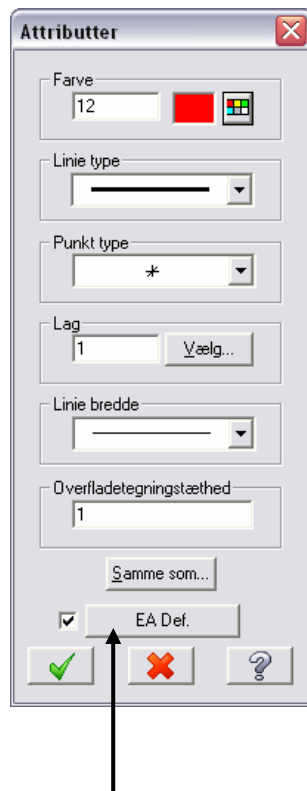 Attributter
Farve
12
Linie type
Punkt type
Lag
1
Vælg...
Linie bredde
Overfladetegningstæthed
1
Samme som...
EA Def.